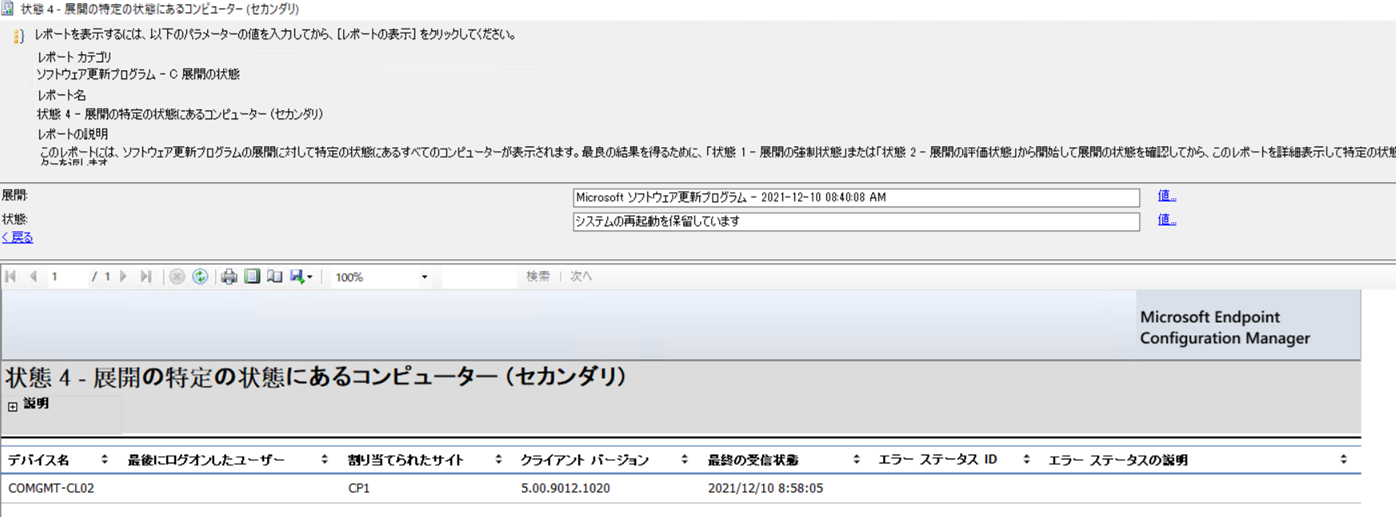 状態 4 - 展開の特定の状態にあるコンピューター (セカンダリ)
レポートを表示するには、以下のパラメーターの値を入力してから、[レポートの表示] をクリックしてください。
レポート カテゴリ
ソフトウェア更新プログラム - C 展開の状態
レポート名
状態 4 - 展開の特定の状態にあるコンピューター (セカンダリ)
レポートの説明
このレポートには、ソフトウェア更新プログラムの展開に対して特定の状態にあるすべてのコンピューターが表示されます。最良の結果を得るために、「状態 1 - 展開の強制状態」または「状態 2 - 展開の評価状態」から開始して展開の状態を確認してから、このレポートを詳細表示して特定の状態
展開: Microsoft ソフトウェア更新プログラム - 2021-12-10 08:40:08 AM 値...
状態: システムの再起動を保留しています 値...
< 戻る
1 / 1 100% 検索 | 次へ
Microsoft Endpoint
Configuration Manager
状態 4 - 展開の特定の状態にあるコンピューター (セカンダリ)
説明
デバイス名 最後にログオンしたユーザー 割り当てられたサイト クライアント バージョン 最終の受信状態 エラー ステータス ID エラー ステータスの説明
COMGMT-CL02 CP1 5.00.9012.1020 2021/12/10 8:58:05